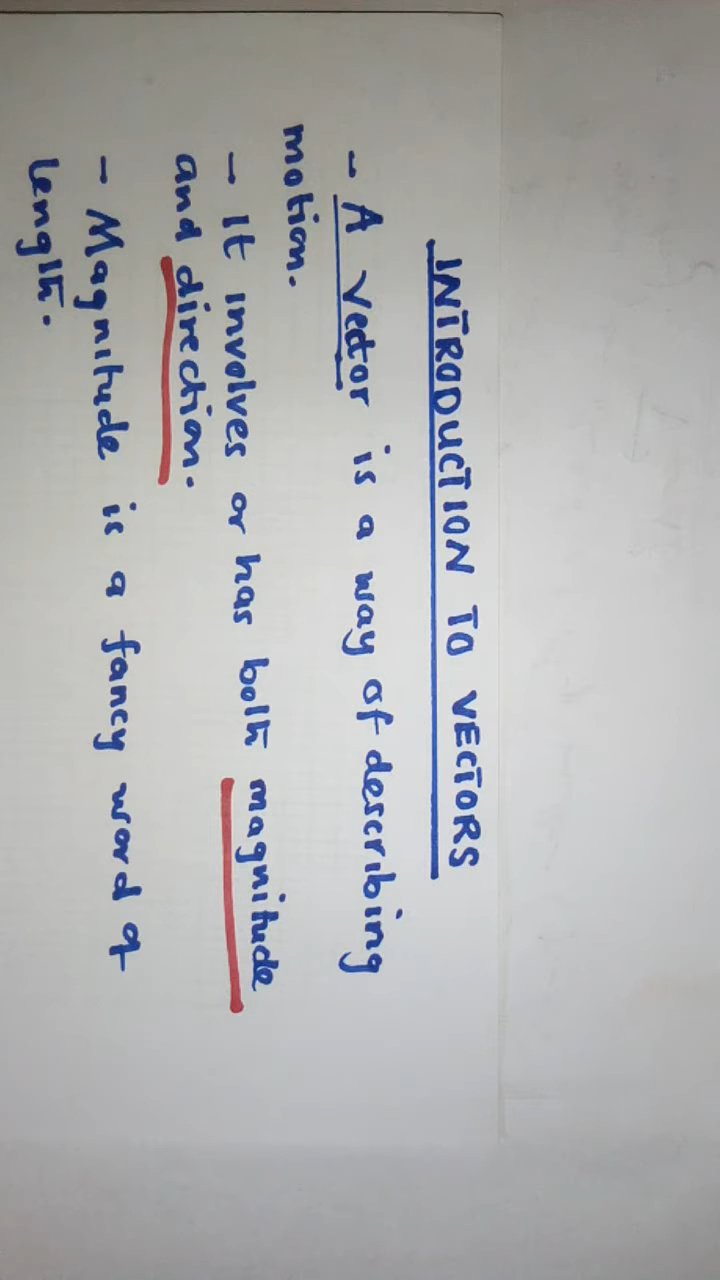 INTRODUCTION TO VECTORS
- A vector is a way of describing
motion.
- It involves or has both magnitude
and direction.
- Magnitude is a fancy word of
length.